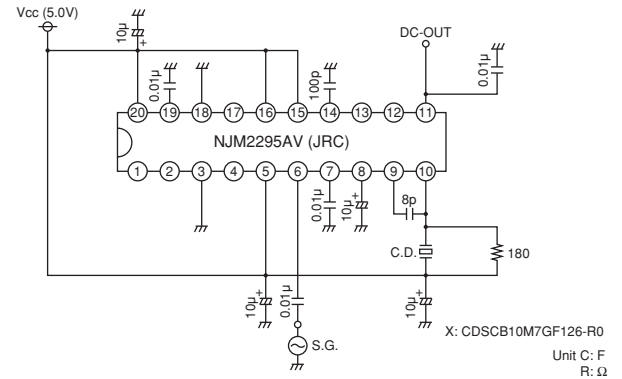 Vcc (5.0V)
10µ
+
DC-OUT
0.01µ
100p
0.01µ
20 19 18 17 16 15 14 13 12 11
NJM2295AV (JRC)
1 2 3 4 5 6 7 8 9 10
0.01µ
10µ
+
8p
C.D.
180
10µ
+
0.01µ
10µ
+
S.G.
X: CDSCB10M7GF126-R0
Unit C: F
R: Ω